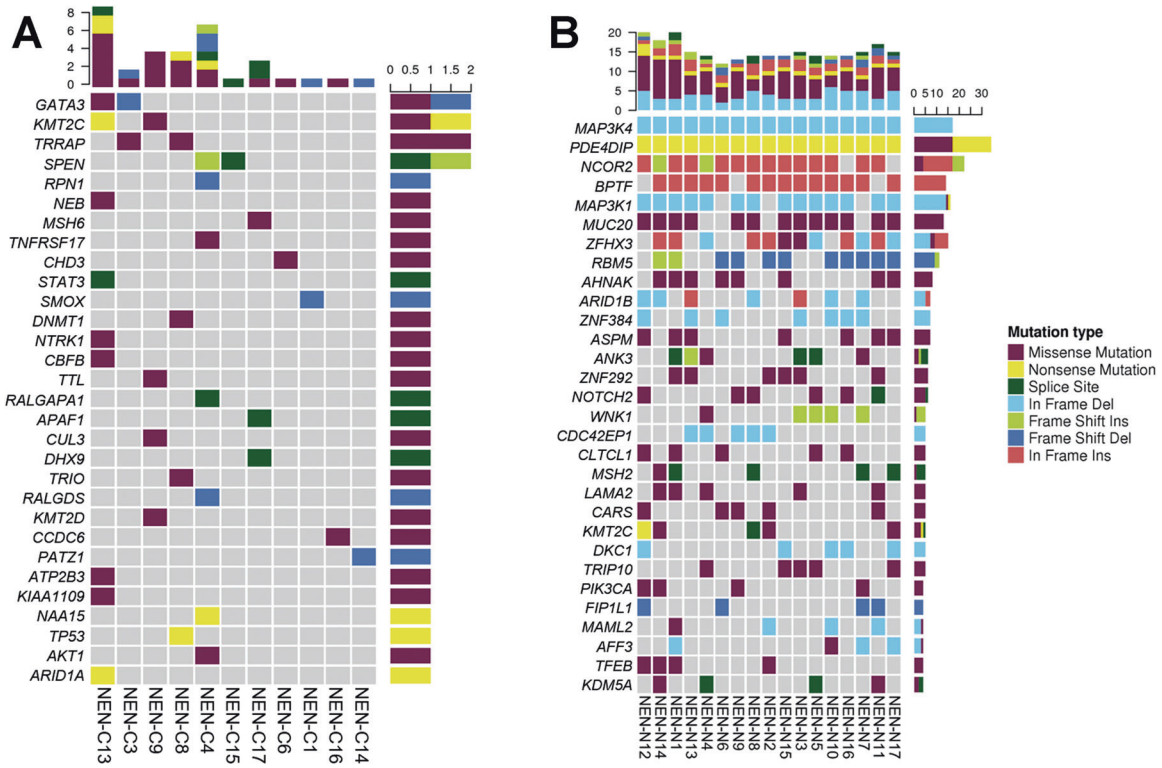 A
8
6
4
2
0
0 0.5 1 1.5 2
GATA3
KMT2C
TRRAP
SPEN
RPN1
NEB
MSH6
TNFRSF17
CHD3
STAT3
SMOX
DNMT1
NTRK1
CBFB
TTL
RALGAPA1
APAF1
CUL3
DHX9
TRIO
RALGDS
KMT2D
CCDC6
PATZ1
ATP2B3
KIAA1109
NAA15
TP53
AKT1
ARID1A
NEN-C13
NEN-C3
NEN-C9
NEN-C8
NEN-C4
NEN-C15
NEN-C17
NEN-C6
NEN-C1
NEN-C16
NEN-C14
B
20
15
10
5
0
0 5 10 20 30
MAP3K4
PDE4DIP
NCOR2
BPTF
MAP3K1
MUC20
ZFHX3
RBM5
AHNAK
ARID1B
ZNF384
ASPM
ANK3
ZNF292
NOTCH2
WNK1
CDC42EP1
CLTCL1
MSH2
LAMA2
CARS
KMT2C
DKC1
TRIP10
PIK3CA
FIP1L1
MAML2
AFF3
TFEB
KDM5A
NEN-N12
NEN-N14
NEN-N1
NEN-N13
NEN-N4
NEN-N6
NEN-N9
NEN-N8
NEN-N2
NEN-N15
NEN-N3
NEN-N5
NEN-N10
NEN-N16
NEN-N7
NEN-N11
NEN-N17
Mutation type
Missense Mutation
Nonsense Mutation
Splice Site
In Frame Del
Frame Shift Ins
Frame Shift Del
In Frame Ins